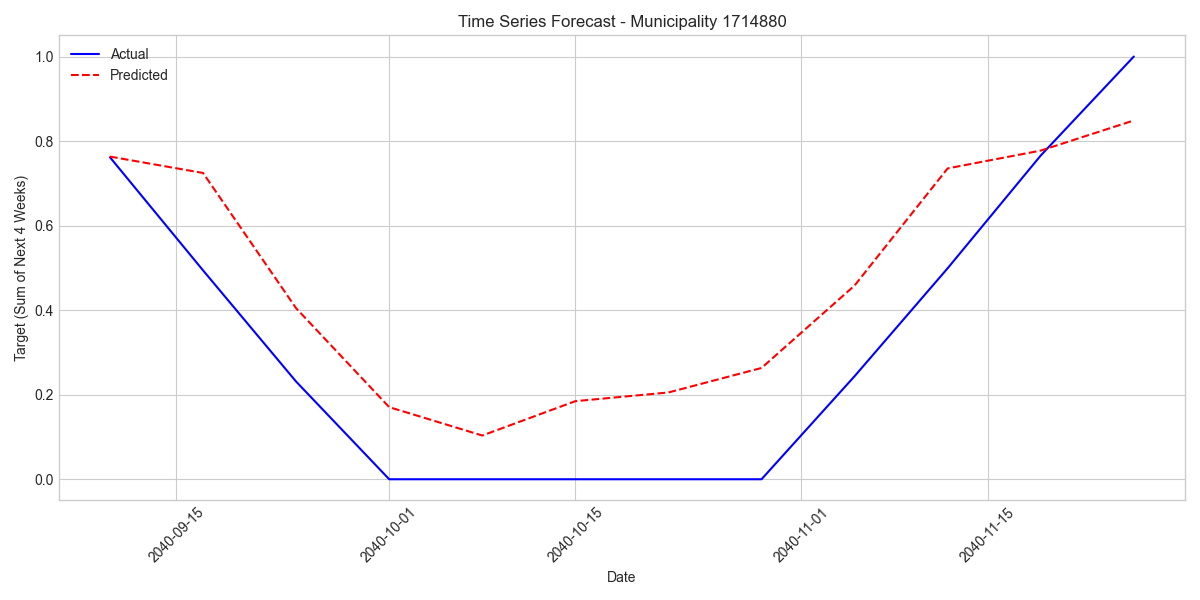 Time Series Forecast - Municipality 1714880
Actual
Predicted
Target (Sum of Next 4 Weeks)
1.0
0.8
0.6
0.4
0.2
0.0
2040-09-15
2040-10-01
2040-10-15
2040-11-01
2040-11-15
Date